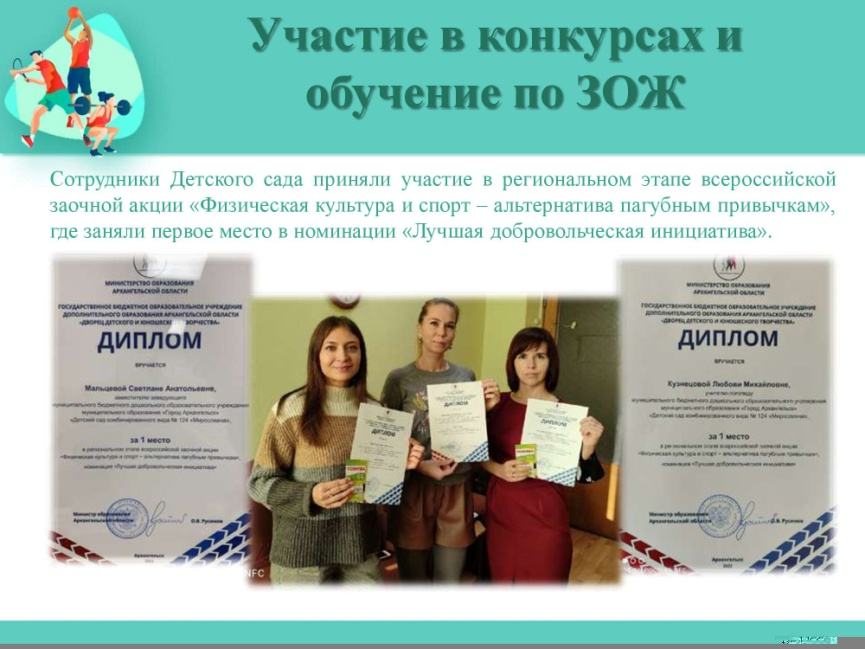 Участие в конкурсах и
обучение по ЗОЖ
Сотрудники Детского сада приняли участие в региональном этапе всероссийской
заочной акции «Физическая культура и спорт – альтернатива пагубным привычкам»,
где заняли первое место в номинации «Лучшая добровольческая инициатива».
МИНИСТЕРСТВО ОБРАЗОВАНИЯ
АРХАНГЕЛЬСКОЙ ОБЛАСТИ
ГОСУДАРСТВЕННОЕ БЮДЖЕТНОЕ ОБРАЗОВАТЕЛЬНОЕ УЧРЕЖДЕНИЕ
ДОПОЛНИТЕЛЬНОГО ОБРАЗОВАНИЯ АРХАНГЕЛЬСКОЙ ОБЛАСТИ
«ДВОРЕЦ ДЕТСКОГО И ЮНОШЕСКОГО ТВОРЧЕСТВА»
ДИПЛОМ
ВРУЧАЕТСЯ
Мальцевой Светлане Анатольевне,
заместителю заведующего
муниципального бюджетного дошкольного образовательного учреждения
муниципального образования «Город Архангельск»
«Детский сад комбинированного вида № 124 «Мирославна»,
за 1 место
в региональном этапе всероссийской заочной акции
«Физическая культура и спорт – альтернатива пагубным привычкам»,
номинация «Лучшая добровольческая инициатива»
Министр образования
Архангельской области
О.В. Русинов
Архангельск
ДИПЛОМ
ДИПЛОМ
ДИПЛОМ
NFC
МИНИСТЕРСТВО ОБРАЗОВАНИЯ
АРХАНГЕЛЬСКОЙ ОБЛАСТИ
ГОСУДАРСТВЕННОЕ БЮДЖЕТНОЕ ОБРАЗОВАТЕЛЬНОЕ УЧРЕЖДЕНИЕ
ДОПОЛНИТЕЛЬНОГО ОБРАЗОВАНИЯ АРХАНГЕЛЬСКОЙ ОБЛАСТИ
«ДВОРЕЦ ДЕТСКОГО И ЮНОШЕСКОГО ТВОРЧЕСТВА»
ДИПЛОМ
ВРУЧАЕТСЯ
Кузнецовой Любови Михайловне,
учителю-логопеду
муниципального бюджетного дошкольного образовательного учреждения
муниципального образования «Город Архангельск»
«Детский сад комбинированного вида № 124 «Мирославна»,
за 1 место
в региональном этапе всероссийской заочной акции
«Физическая культура и спорт – альтернатива пагубным привычкам»,
номинация «Лучшая добровольческая инициатива»
Министр образования
Архангельской области
О.В. Русинов
Архангельск